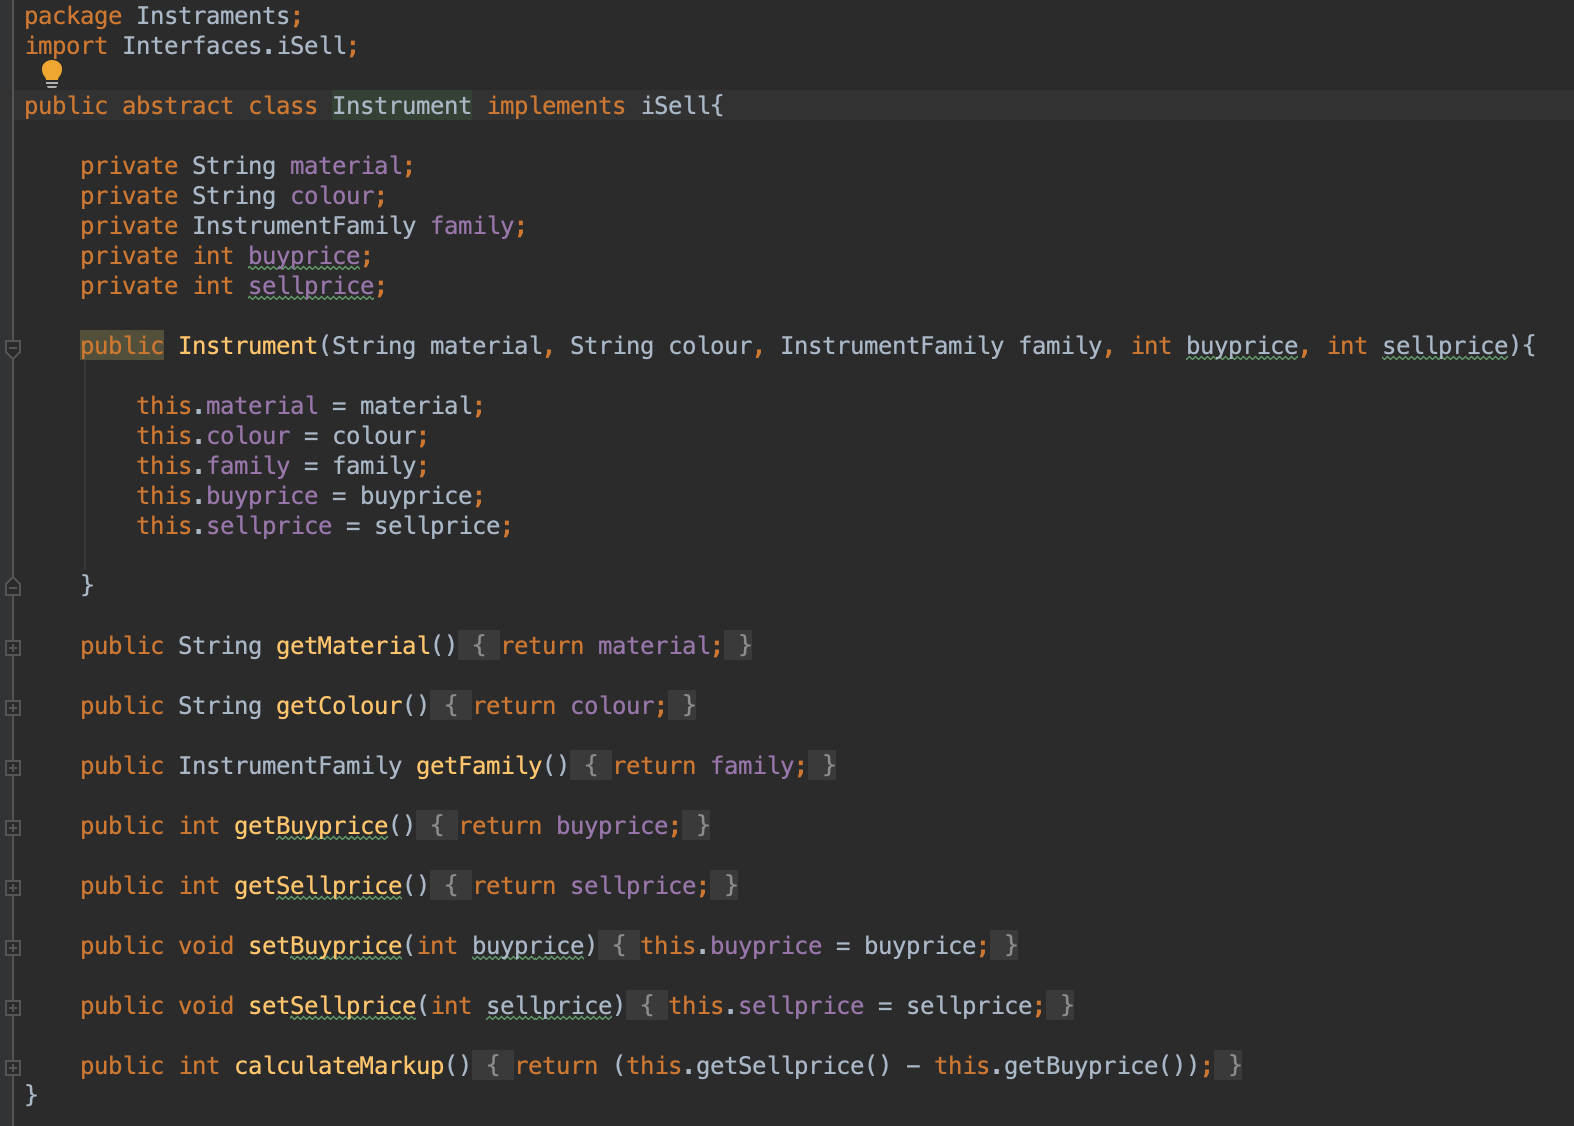 package Instraments;
import Interfaces.iSell;
public abstract class Instrument implements iSell{
private String material;
private String colour;
private InstrumentFamily family;
private int buyprice;
private int sellprice;
public Instrument(String material, String colour, InstrumentFamily family, int buyprice, int sellprice){
this.material = material;
this.colour = colour;
this.family = family;
this.buyprice = buyprice;
this.sellprice = sellprice;
}
public String getMaterial() { return material; }
public String getColour() { return colour; }
public InstrumentFamily getFamily() { return family; }
public int getBuyprice() { return buyprice; }
public int getSellprice() { return sellprice; }
public void setBuyprice(int buyprice) { this.buyprice = buyprice; }
public void setSellprice(int sellprice) { this.sellprice = sellprice; }
public int calculateMarkup() { return (this.getSellprice() - this.getBuyprice()); }
}